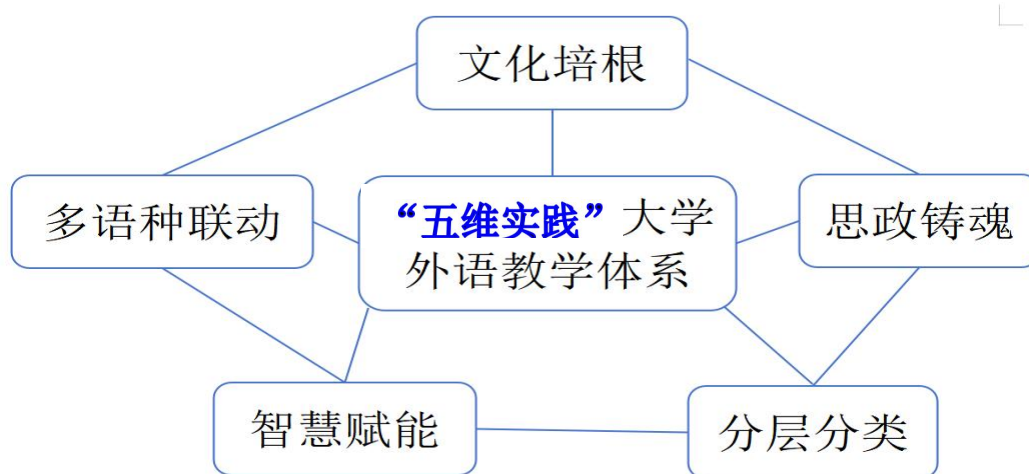 文化培根
多语种联动
“五维实践”大学
外语教学体系
思政铸魂
智慧赋能
分层分类